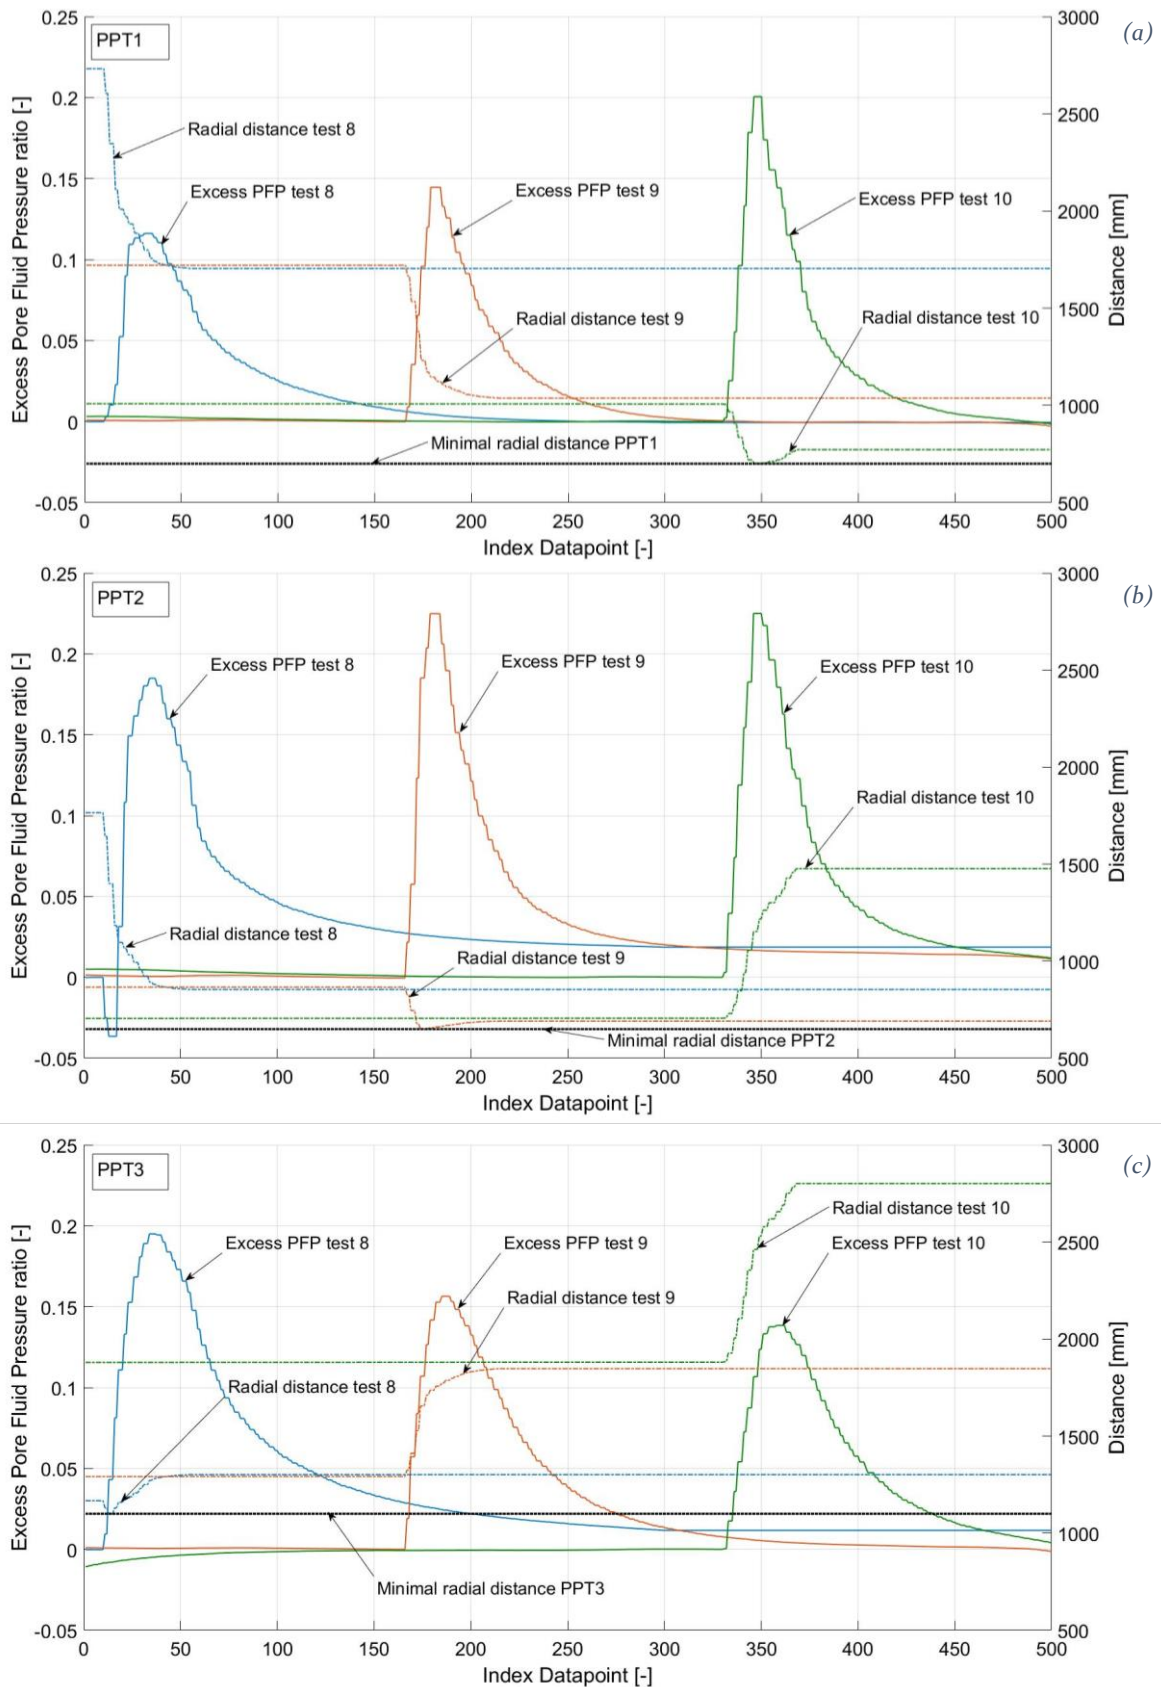 (a)
PPT1
0.25
0.2
0.15
0.1
0.05
0
-0.05
Excess Pore Fluid Pressure ratio [-]
3000
2500
2000
1500
1000
500
Distance [mm]
Radial distance test 8
Excess PFP test 8
Excess PFP test 9
Excess PFP test 10
Radial distance test 9
Radial distance test 10
Minimal radial distance PPT1
0 50 100 150 200 250 300 350 400 450 500
Index Datapoint [-]
(b)
PPT2
0.25
0.2
0.15
0.1
0.05
0
-0.05
Excess Pore Fluid Pressure ratio [-]
3000
2500
2000
1500
1000
500
Distance [mm]
Excess PFP test 8
Excess PFP test 9
Excess PFP test 10
Radial distance test 10
Radial distance test 8
Radial distance test 9
Minimal radial distance PPT2
0 50 100 150 200 250 300 350 400 450 500
Index Datapoint [-]
(c)
PPT3
0.25
0.2
0.15
0.1
0.05
0
-0.05
Excess Pore Fluid Pressure ratio [-]
3000
2500
2000
1500
1000
500
Distance [mm]
Radial distance test 10
Excess PFP test 8
Excess PFP test 9
Excess PFP test 10
Radial distance test 9
Radial distance test 8
Minimal radial distance PPT3
0 50 100 150 200 250 300 350 400 450 500
Index Datapoint [-]